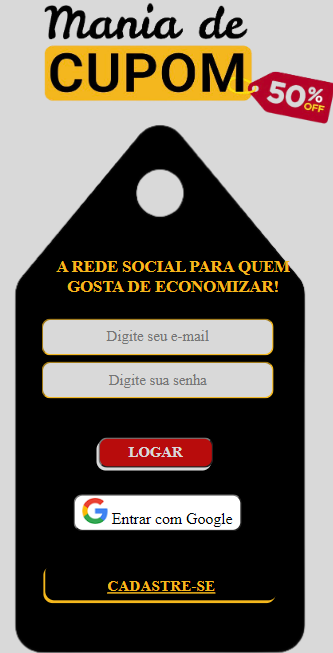 Mania de
CUPOM
50%
OFF
A REDE SOCIAL PARA QUEM
GOSTA DE ECONOMIZAR!
Digite seu e-mail
Digite sua senha
LOGAR
Entrar com Google
CADASTRE-SE